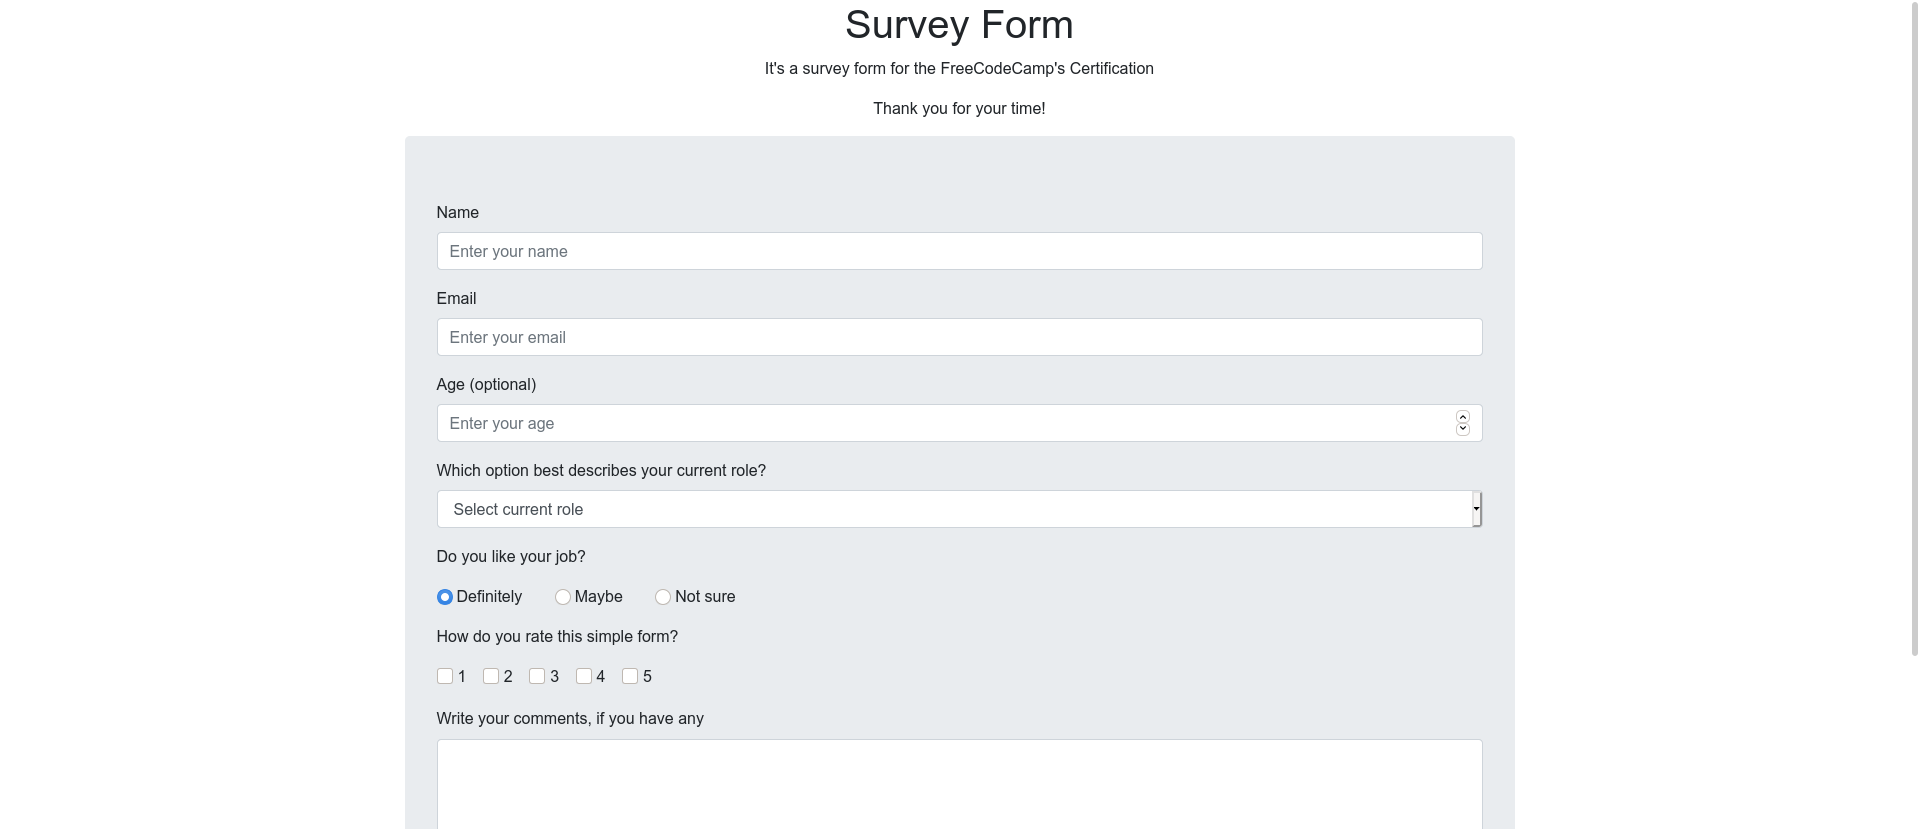 Survey Form
It's a survey form for the FreeCodeCamp's Certification
Thank you for your time!
Name
Enter your name
Email
Enter your email
Age (optional)
Enter your age
Which option best describes your current role?
Select current role
Do you like your job?
Definitely Maybe Not sure
How do you rate this simple form?
1 2 3 4 5
Write your comments, if you have any